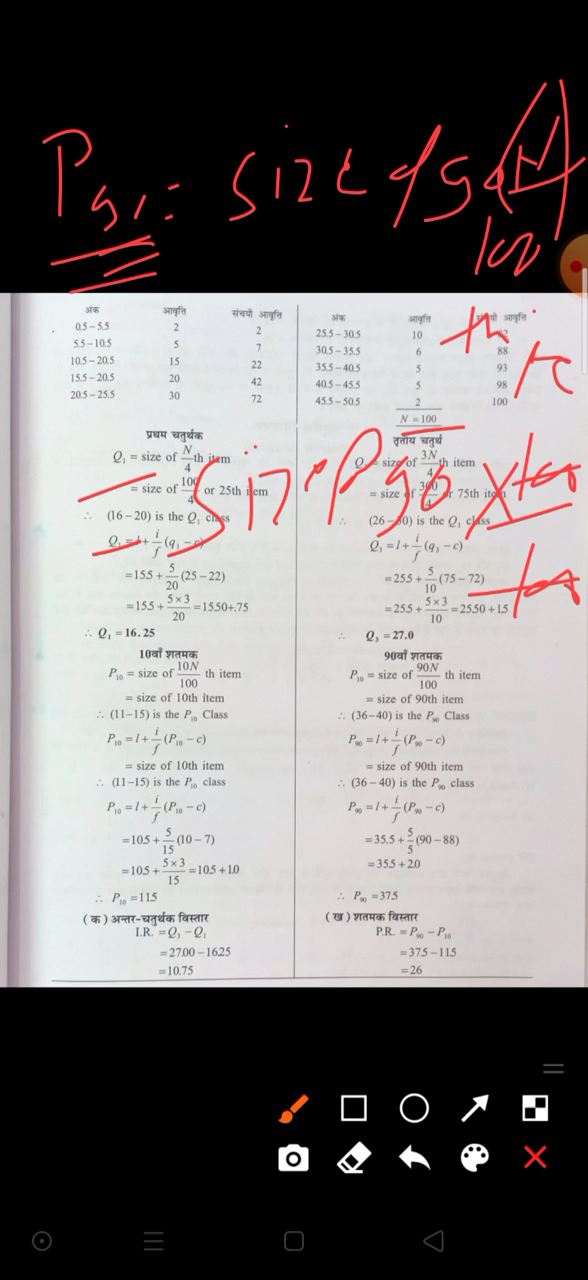 size
अंक आवृत्ति संचयी आवृत्ति
0.5–5.5 2 2
5.5–10.5 5 7
10.5–20.5 15 22
15.5–20.5 20 42
20.5–25.5 30 72
प्रथम चतुर्थक
Q₁ = size of N/4 th item
= size of 100/4 or 25th item
∴ (16–20) is the Q₁ class
Q₁ = l + i/f (q₁ – c)
= 15.5 + 5/20 (25 – 22)
= 15.5 + 5×3/20 = 15.50+.75
∴ Q₁ = 16.25
10वाँ शतमक
P₁₀ = size of 10N/100 th item
= size of 10th item
∴ (11–15) is the P₁₀ Class
P₁₀ = l + i/f (P₁₀ – c)
= size of 10th item
∴ (11–15) is the P₁₀ class
P₁₀ = l + i/f (P₁₀ – c)
= 10.5 + 5/15 (10 – 7)
= 10.5 + 5×3/15 = 10.5 + 1.0
∴ P₁₀ = 11.5
(क) अन्तर-चतुर्थक विस्तार
I.R. = Q₃ – Q₁
= 27.00 – 16.25
= 10.75
अंक आवृत्ति आवृत्ति
25.5–30.5 10
30.5–35.5 6 88
35.5–40.5 5 93
40.5–45.5 5 98
45.5–50.5 2 100
N = 100
तृतीय चतुर्थ
= size of 3N/4 th item
= size of 300/4 or 75th item
∴ (26–30) is the Q₃ class
Q₃ = l + i/f (q₃ – c)
= 25.5 + 5/10 (75 – 72)
= 25.5 + 5×3/10 = 25.50 + 1.5
∴ Q₃ = 27.0
90वाँ शतमक
P₁₀ = size of 90N/100 th item
= size of 90th item
∴ (36–40) is the P₉₀ Class
P₉₀ = l + i/f (P₉₀ – c)
= size of 90th item
∴ (36–40) is the P₉₀ class
P₉₀ = l + i/f (P₉₀ – c)
= 35.5 + 5/5 (90 – 88)
= 35.5 + 2.0
∴ P₉₀ = 37.5
(ख) शतमक विस्तार
P.R. = P₉₀ – P₁₀
= 37.5 – 11.5
= 26